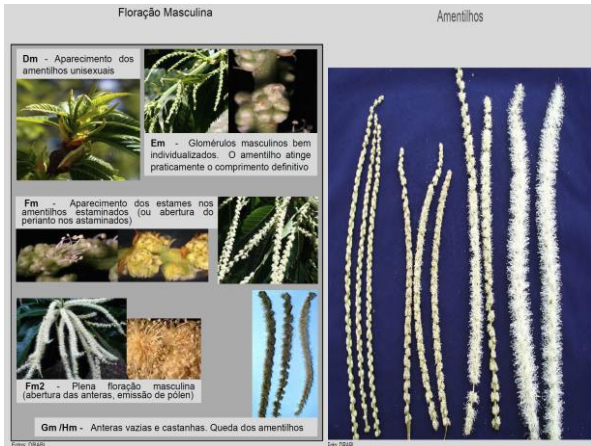 Floração Masculina
Amentilhos
Dm - Aparecimento dos
amentilhos unisexuais
Em - Glomérulos masculinos bem
individualizados. O amentilho atinge
praticamente o comprimento definitivo
Fm - Aparecimento dos estames nos
amentilhos estaminados (ou abertura do
perianto nos astaminados)
Fm2 - Plena floração masculina
(abertura das anteras, emissão de pólen)
Gm /Hm - Anteras vazias e castanhas. Queda dos amentilhos